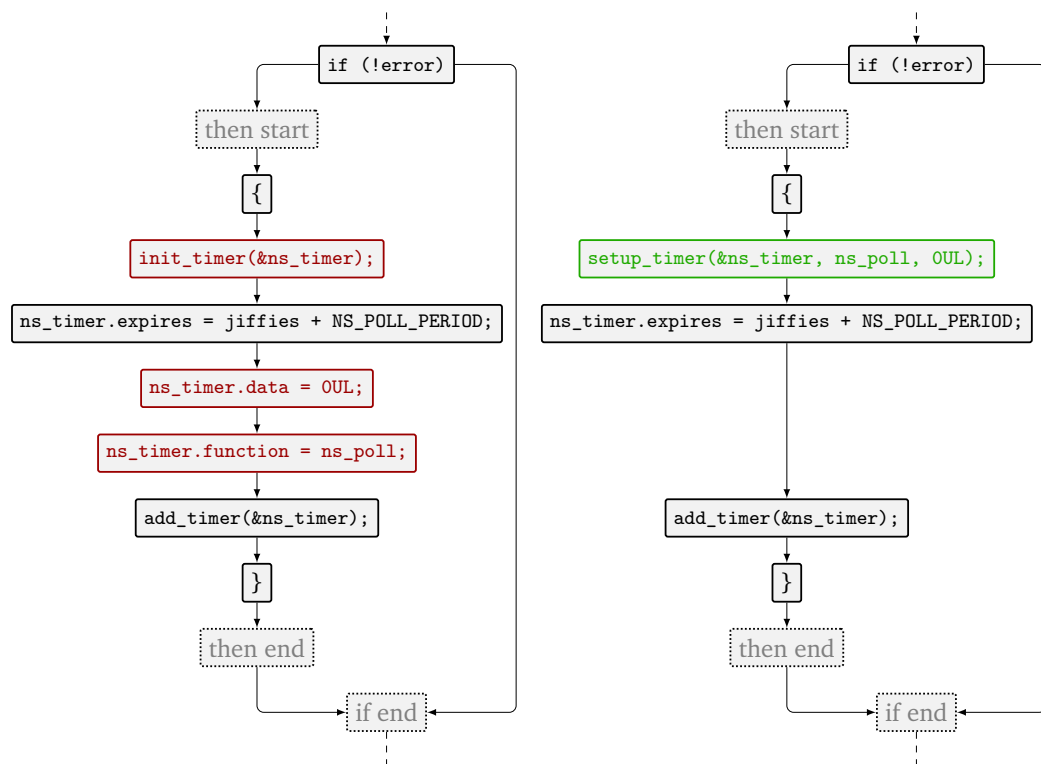 if (!error)
then start
{
init_timer(&ns_timer);
ns_timer.expires = jiffies + NS_POLL_PERIOD;
ns_timer.data = OUL;
ns_timer.function = ns_poll;
add_timer(&ns_timer);
}
then end
if end
if (!error)
then start
{
setup_timer(&ns_timer, ns_poll, OUL);
ns_timer.expires = jiffies + NS_POLL_PERIOD;
add_timer(&ns_timer);
}
then end
if end